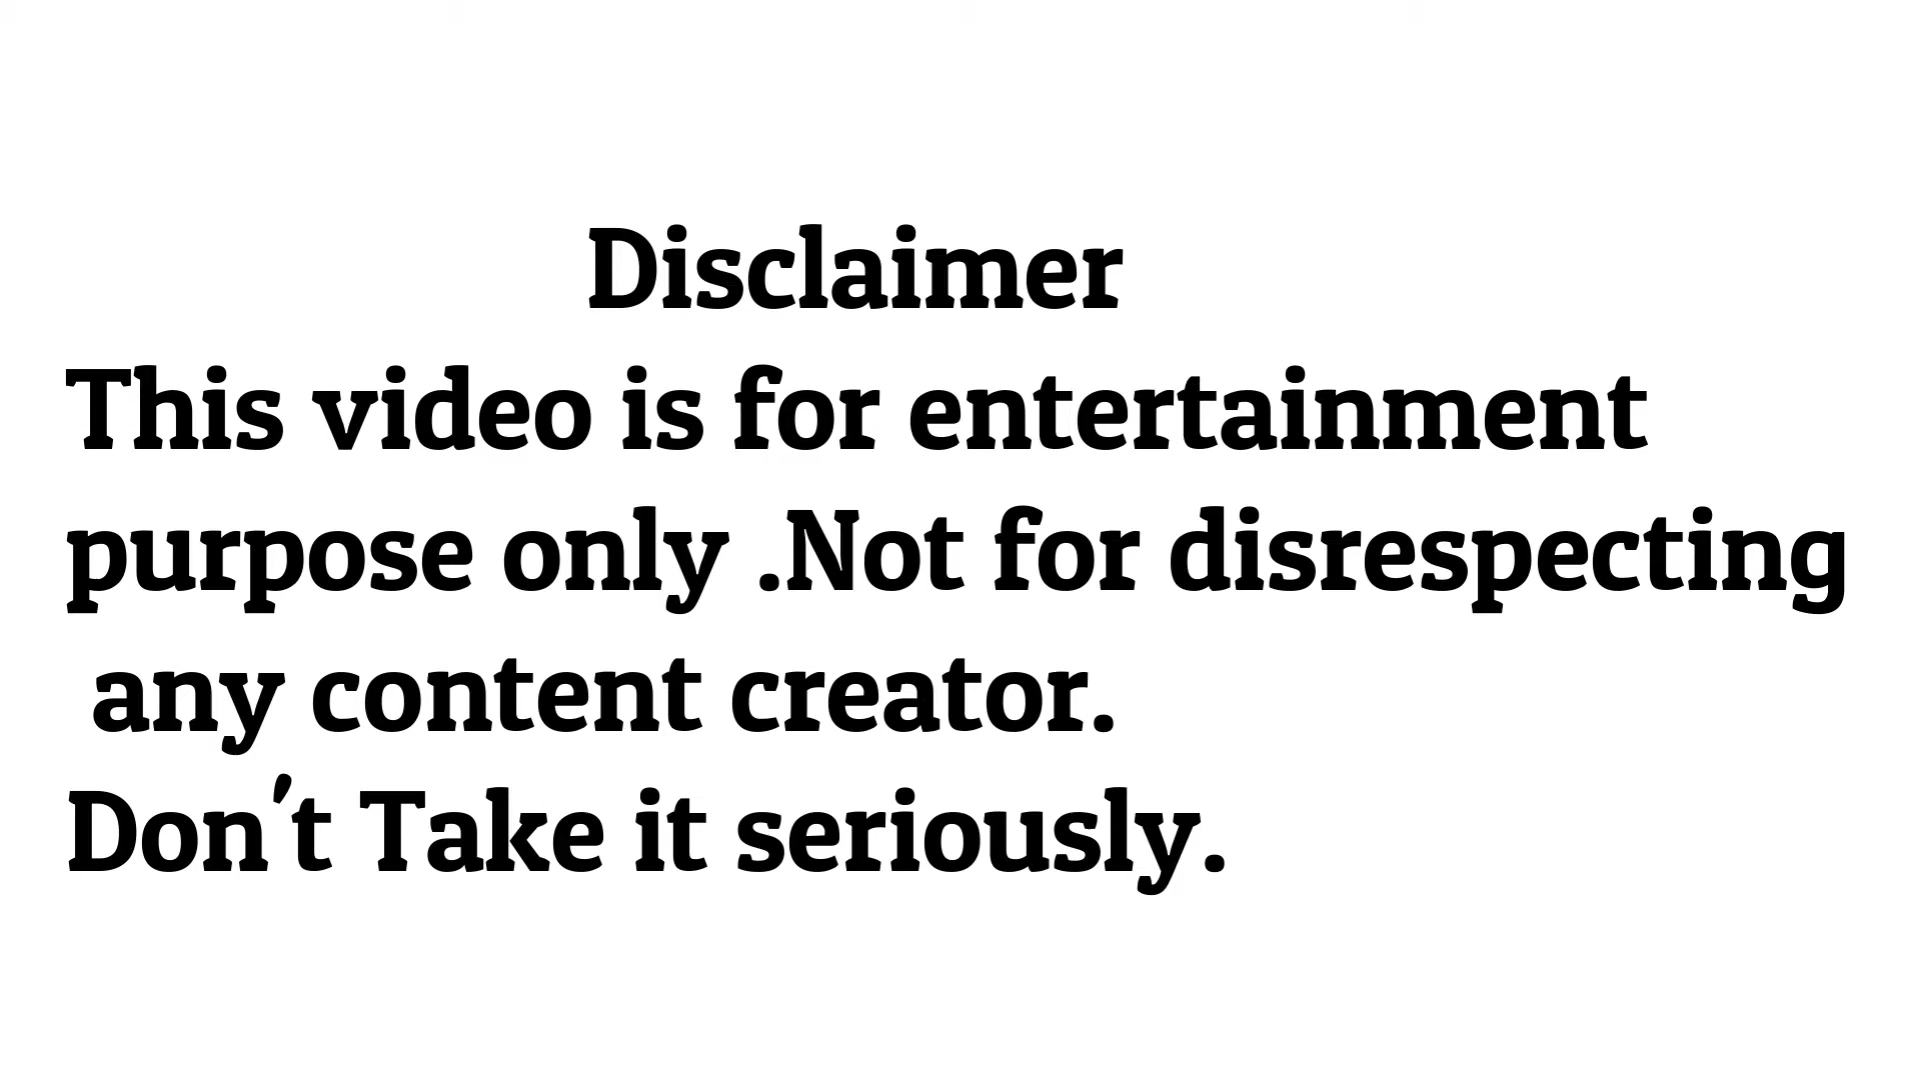 Disclaimer
This video is for entertainment
purpose only .Not for disrespecting
any content creator.
Don't Take it seriously.